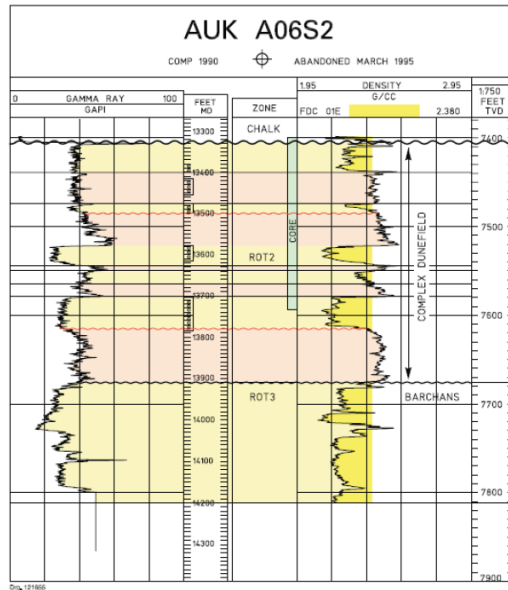 AUK A06S2
COMP 1990 ABANDONED MARCH 1995
1.95 DENSITY 2.95
G/CC
0 GAMMA RAY 100
GAPI
FEET
MD
ZONE
FDC 01E 2.380
1:750
FEET
TVD
CHALK
13300
13400
13500
13600
13700
13800
13900
14000
14100
14200
14300
ROT2
ROT3
CORE
COMPLEX DUNEFIELD
BARCHANS
7400
7500
7600
7700
7800
7900
Drg. 121655